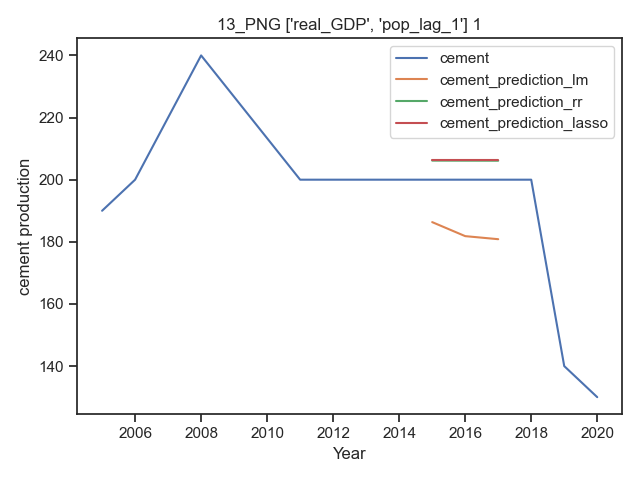 13_PNG ['real_GDP', 'pop_lag_1'] 1
cement
cement_prediction_lm
cement_prediction_rr
cement_prediction_lasso
cement production
240
220
200
180
160
140
2006 2008 2010 2012 2014 2016 2018 2020
Year